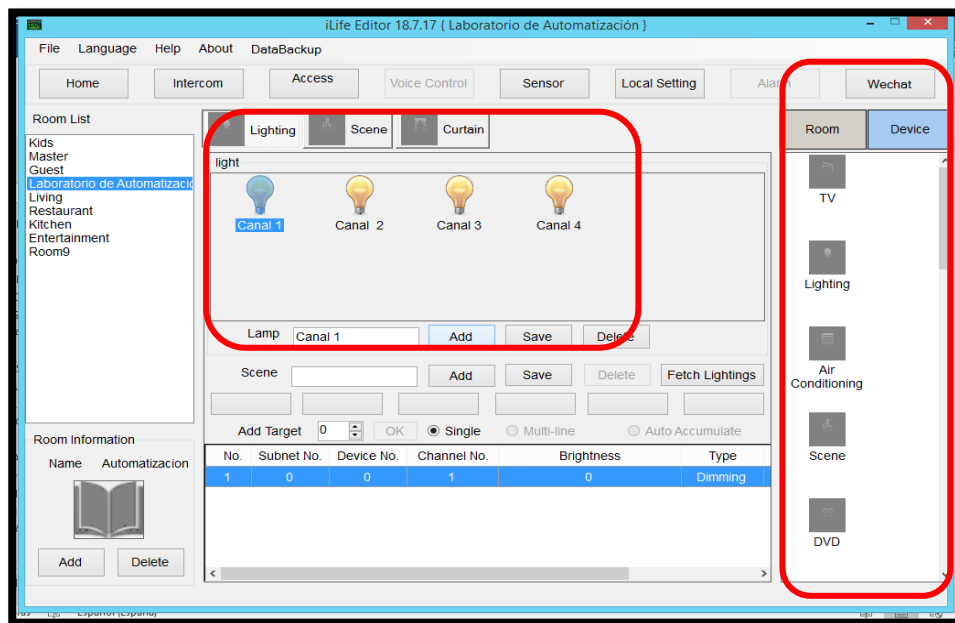 iLife Editor 18.7.17 { Laboratorio de Automatización }
File Language Help About DataBackup
Home Intercom Access Voice Control Sensor Local Setting Alarm Wechat
Room List
Kids
Master
Guest
Laboratorio de Automatizació
Living
Restaurant
Kitchen
Entertainment
Room9
Lighting Scene Curtain
light
Canal 1 Canal 2 Canal 3 Canal 4
Lamp Canal 1 Add Save Delete
Scene Add Save Delete Fetch Lightings
Add Target 0 OK Single Multi-line Auto Accumulate
No. Subnet No. Device No. Channel No. Brightness Type
1 0 0 1 0 Dimming
Room Information
Name Automatizacion
Add Delete
Room Device
TV
Lighting
Air
Conditioning
Scene
DVD
Español (España)